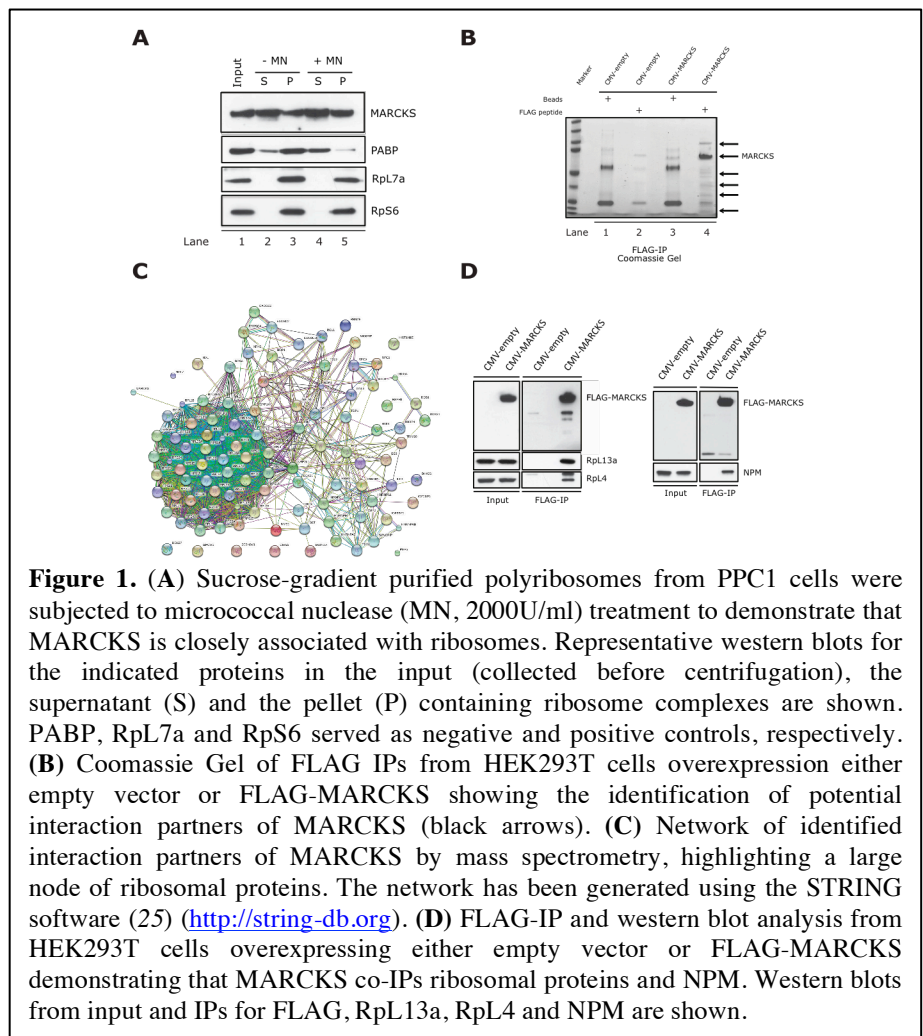 A
Input
- MN
+ MN
S P S P
MARCKS
PABP
RpL7a
RpS6
Lane 1 2 3 4 5
B
Marker
CMV-empty
CMV-empty
CMV-MARCKS
CMV-MARCKS
Beads + +
FLAG peptide + +
MARCKS
Lane 1 2 3 4
FLAG-IP
Coomassie Gel
C
D
CMV-empty
CMV-MARCKS
CMV-empty
CMV-MARCKS
FLAG-MARCKS
RpL13a
RpL4
Input FLAG-IP
CMV-empty
CMV-MARCKS
CMV-empty
CMV-MARCKS
FLAG-MARCKS
NPM
Input FLAG-IP
Figure 1. (A) Sucrose-gradient purified polyribosomes from PPC1 cells were
subjected to micrococcal nuclease (MN, 2000U/ml) treatment to demonstrate that
MARCKS is closely associated with ribosomes. Representative western blots for
the indicated proteins in the input (collected before centrifugation), the
supernatant (S) and the pellet (P) containing ribosome complexes are shown.
PABP, RpL7a and RpS6 served as negative and positive controls, respectively.
(B) Coomassie Gel of FLAG IPs from HEK293T cells overexpression either
empty vector or FLAG-MARCKS showing the identification of potential
interaction partners of MARCKS (black arrows). (C) Network of identified
interaction partners of MARCKS by mass spectrometry, highlighting a large
node of ribosomal proteins. The network has been generated using the STRING
software (25) (http://string-db.org). (D) FLAG-IP and western blot analysis from
HEK293T cells overexpressing either empty vector or FLAG-MARCKS
demonstrating that MARCKS co-IPs ribosomal proteins and NPM. Western blots
from input and IPs for FLAG, RpL13a, RpL4 and NPM are shown.